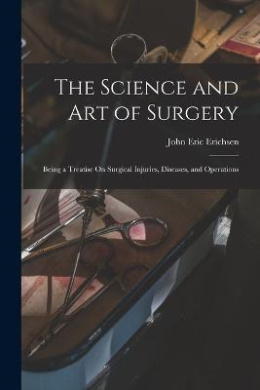 The Science and
Art of Surgery
John Eric Erichsen
Being a Treatise On Surgical Injuries, Diseases, and Operations